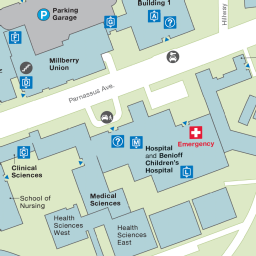 P Parking
Garage
Building 1
Hillway
A
?
G
F
Millberry
Union
D
Parnassus Ave.
C
?
M
Hospital
and Benioff
Children's
Hospital
Emergency
L
Clinical
Sciences
School of
Nursing
Medical
Sciences
Health
Sciences
West
Health
Sciences
East